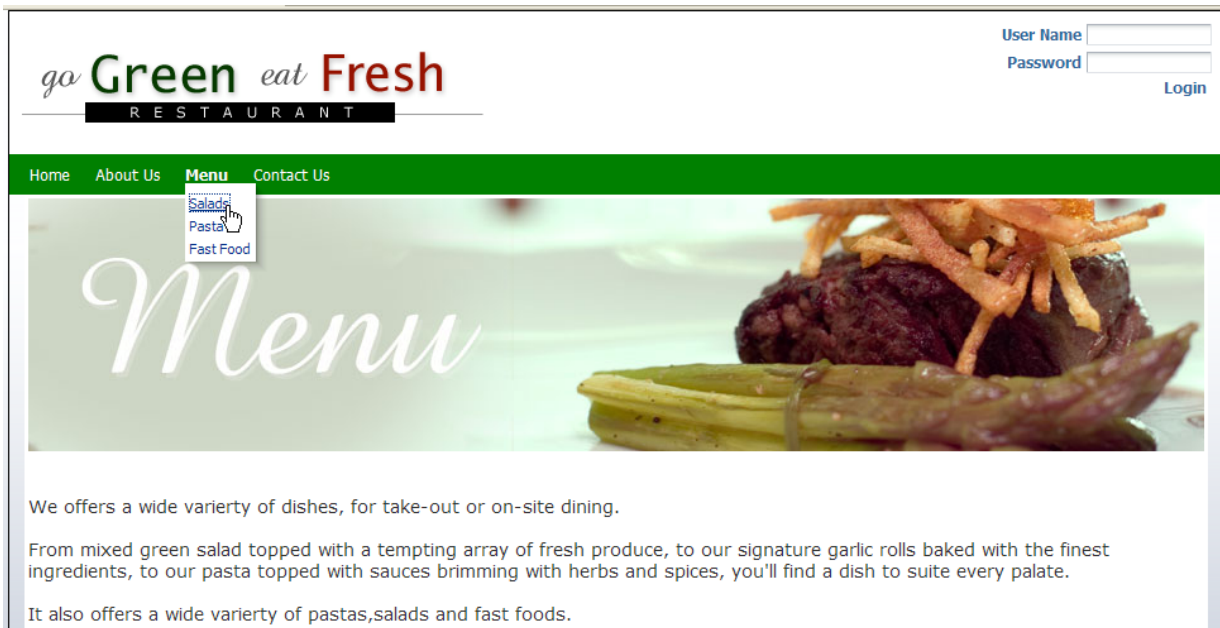 User Name
Password
Login
go Green eat Fresh
RESTAURANT
Home About Us Menu Contact Us
Salads
Pasta
Fast Food
Menu
We offers a wide varierty of dishes, for take-out or on-site dining.
From mixed green salad topped with a tempting array of fresh produce, to our signature garlic rolls baked with the finest
ingredients, to our pasta topped with sauces brimming with herbs and spices, you'll find a dish to suite every palate.
It also offers a wide varierty of pastas,salads and fast foods.